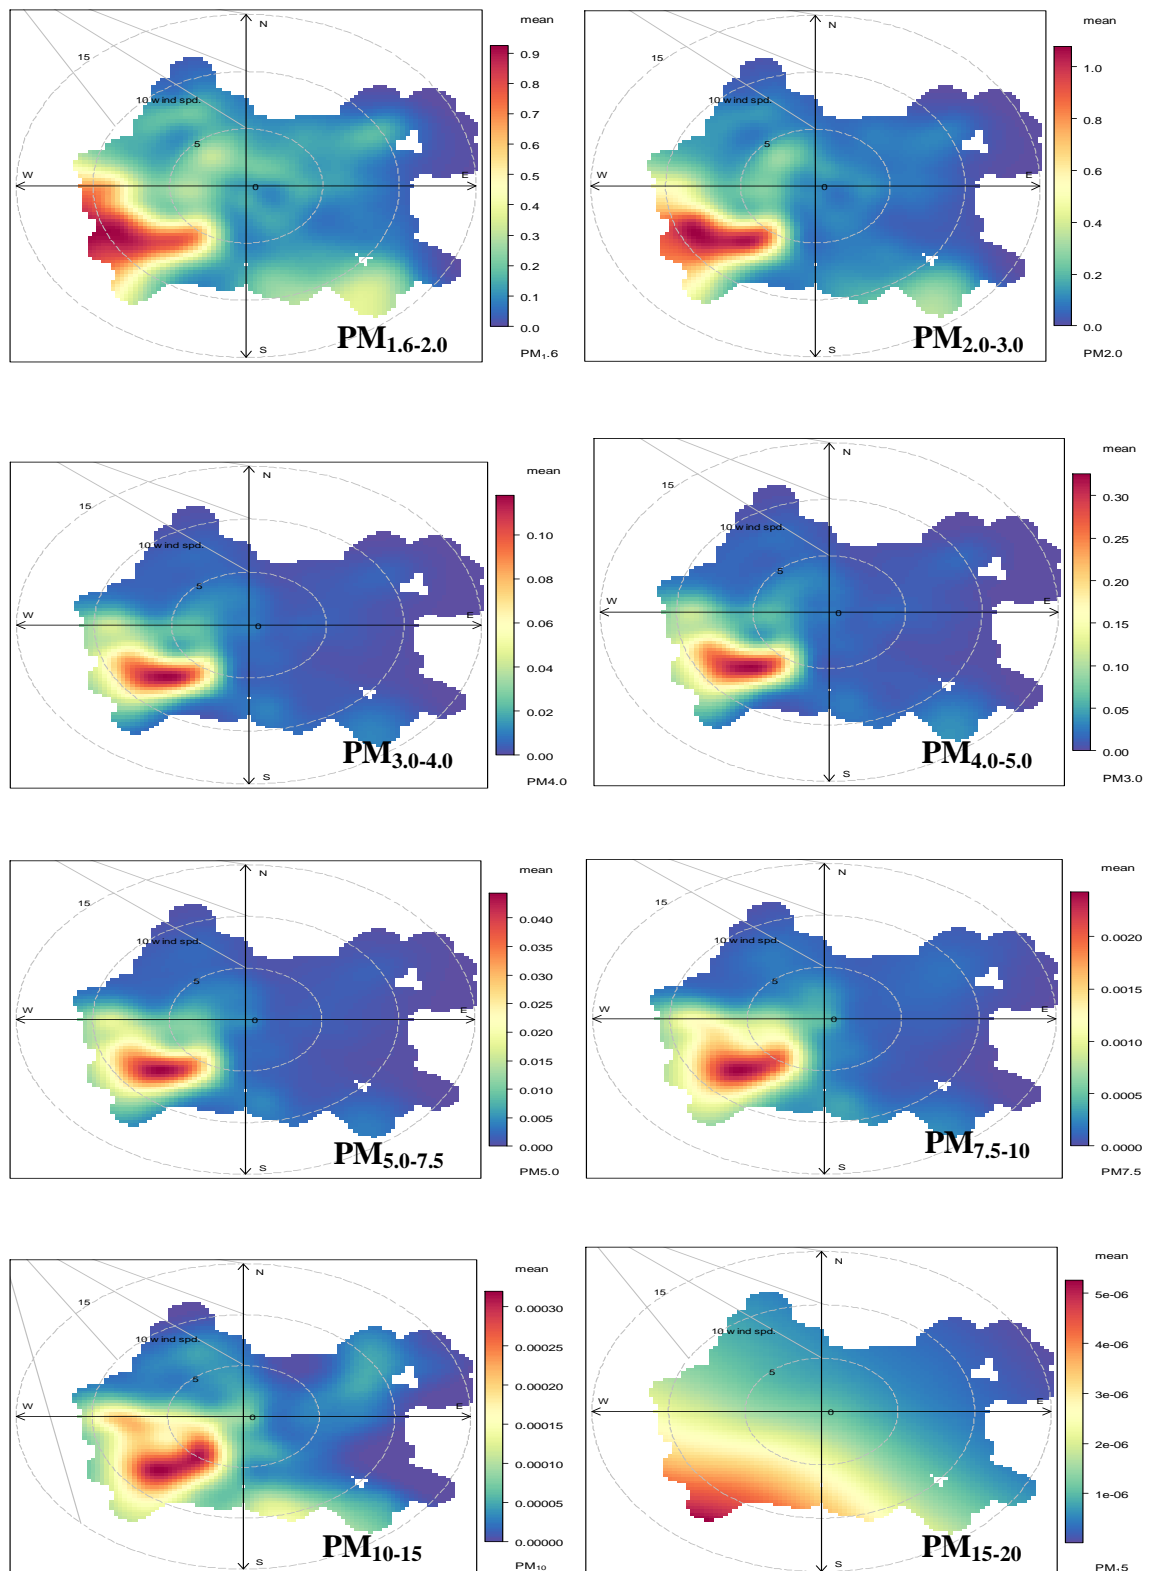 mean
N
15
10 wind spd.
5
W
0
E
S
0.9
0.8
0.7
0.6
0.5
0.4
0.3
0.2
0.1
0.0
PM1.6-2.0
PM1.6
mean
N
15
10 wind spd.
5
W
0
E
S
1.0
0.8
0.6
0.4
0.2
0.0
PM2.0-3.0
PM2.0
mean
N
15
10 wind spd.
5
W
0
E
S
0.10
0.08
0.06
0.04
0.02
0.00
PM3.0-4.0
PM4.0
mean
N
15
10 wind spd.
5
W
0
E
S
0.30
0.25
0.20
0.15
0.10
0.05
0.00
PM4.0-5.0
PM3.0
mean
N
15
10 wind spd.
5
W
0
E
S
0.040
0.035
0.030
0.025
0.020
0.015
0.010
0.005
0.000
PM5.0-7.5
PM5.0
mean
N
15
10 wind spd.
5
W
0
E
S
0.0020
0.0015
0.0010
0.0005
0.0000
PM7.5-10
PM7.5
mean
N
15
10 wind spd.
5
W
0
E
S
0.00030
0.00025
0.00020
0.00015
0.00010
0.00005
0.00000
PM10-15
PM10
mean
N
15
10 wind spd.
5
W
0
E
S
5e-06
4e-06
3e-06
2e-06
1e-06
PM15-20
PM15